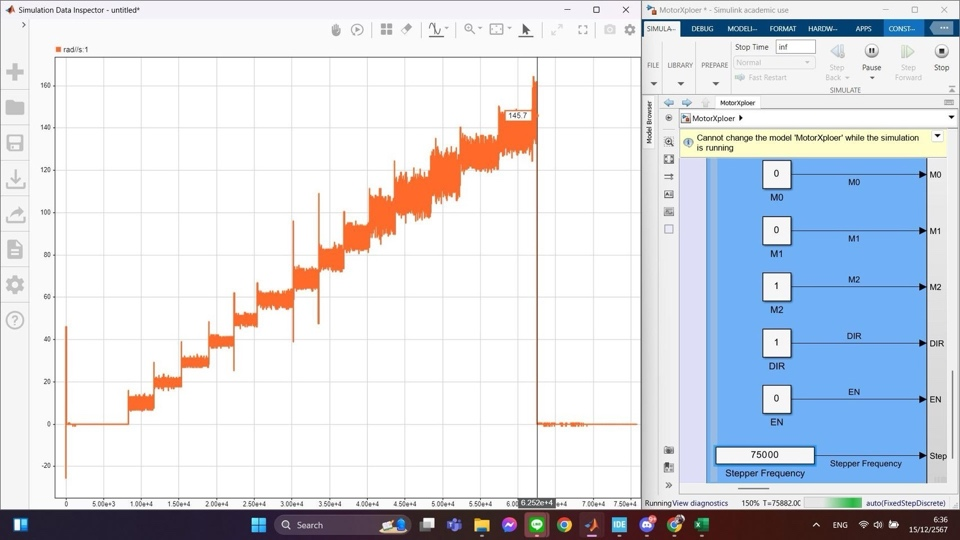 Simulation Data Inspector - untitled*
rad/s:1
160
140
120
100
80
60
40
20
0
-20
145.7
0 5.00e+3 1.00e+4 1.50e+4 2.00e+4 2.50e+4 3.00e+4 3.50e+4 4.00e+4 4.50e+4 5.00e+4 5.50e+4 6.252e+4 7.00e+4 7.50e+4
MotorXploer * - Simulink academic use
SIMULA··· DEBUG MODELI··· FORMAT HARDW··· APPS CONST···
FILE LIBRARY PREPARE
Stop Time inf
Normal
Fast Restart
Step Back
Pause
Step Forward
Stop
SIMULATE
MotorXploer
Model Browser
MotorXploer
Cannot change the model 'MotorXploer' while the simulation
is running
0 M0 M0
M0
0 M1 M1
M1
1 M2 M2
M2
1 DIR DIR
DIR
0 EN EN
EN
75000 Stepper Frequency Step
Stepper Frequency
Running View diagnostics 150% T=75882.00 auto(FixedStepDiscrete)
Search
IDE
ENG
6:36
15/12/2567